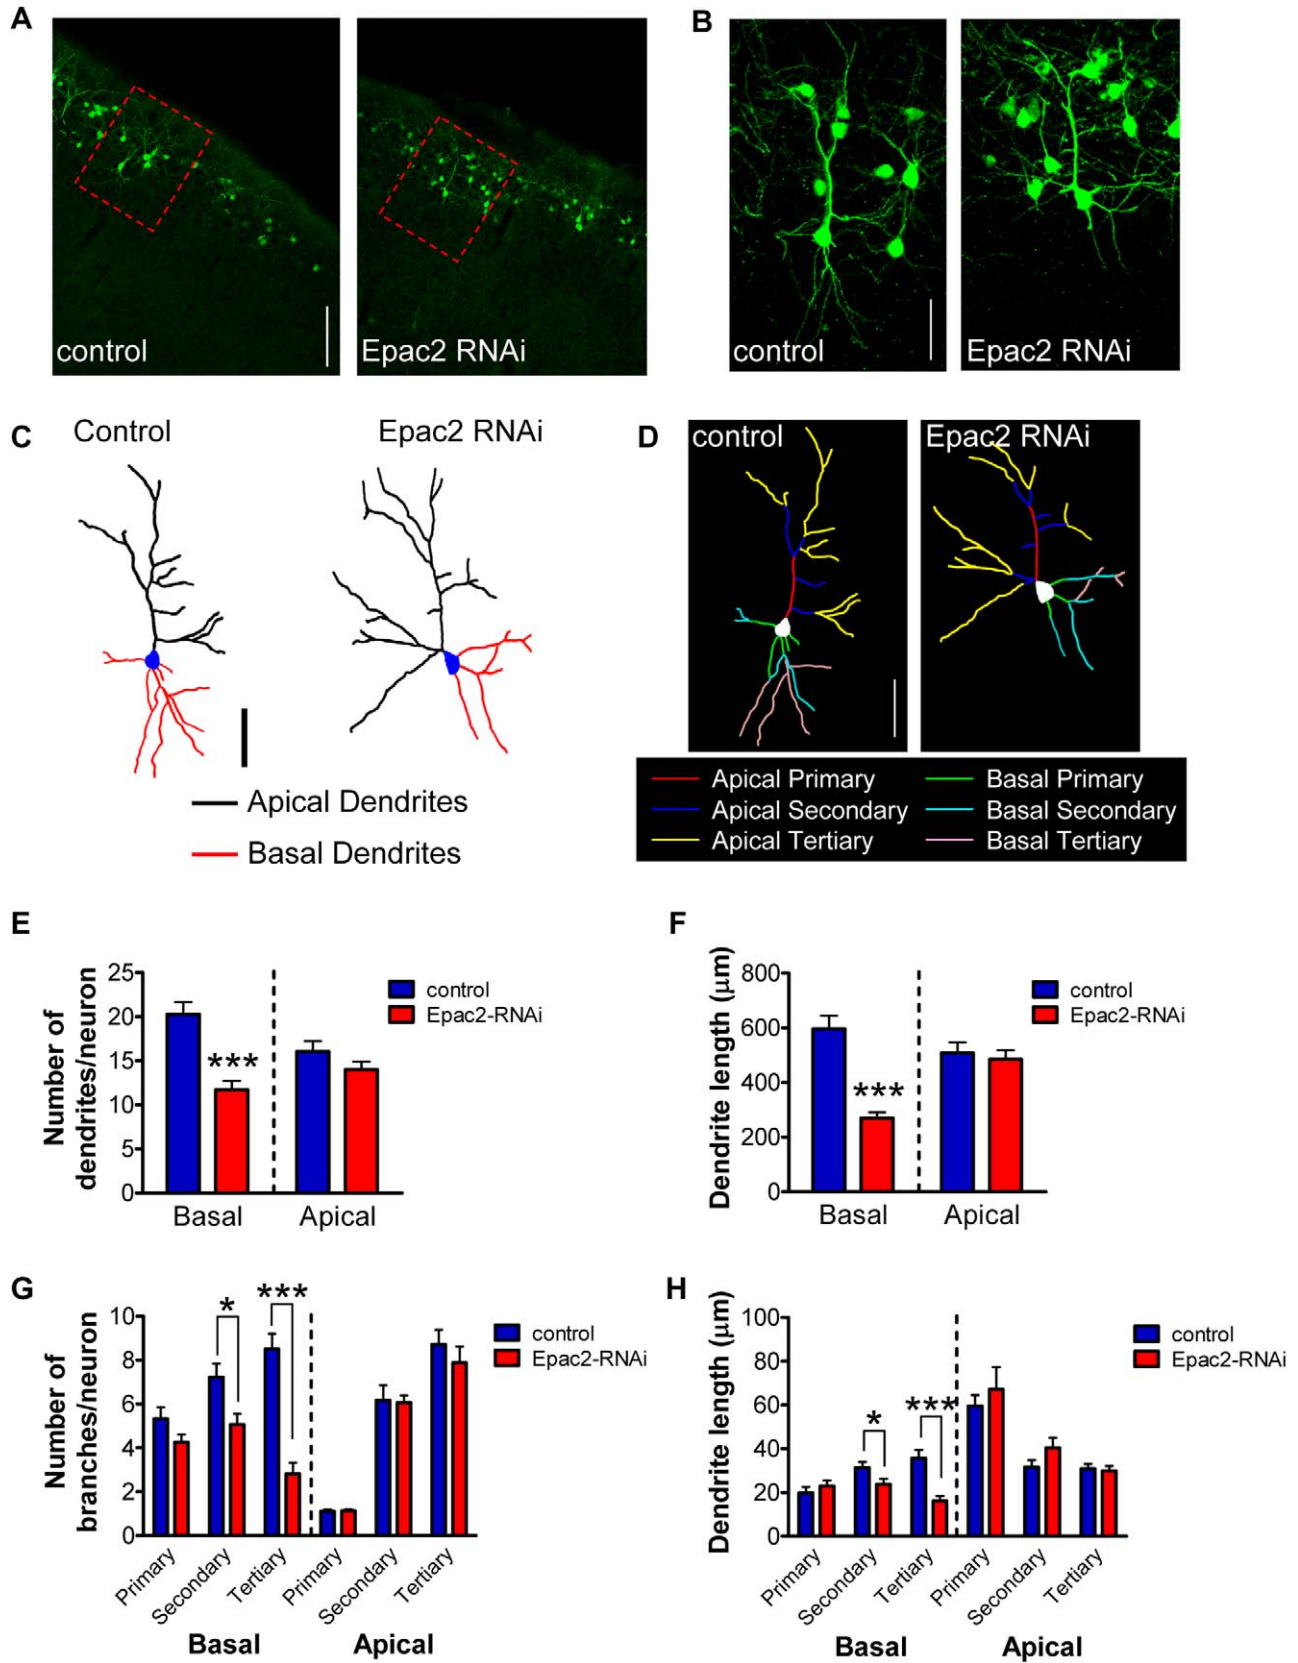 A
B
control
Epac2 RNAi
control
Epac2 RNAi
C
Control
Epac2 RNAi
D
control
Epac2 RNAi
Apical Dendrites
Basal Dendrites
Apical Primary
Basal Primary
Apical Secondary
Basal Secondary
Apical Tertiary
Basal Tertiary
E
Number of
dendrites/neuron
25
20
15
10
5
0
***
Basal
Apical
control
Epac2-RNAi
F
Dendrite length (µm)
800
600
400
200
0
***
Basal
Apical
control
Epac2-RNAi
G
Number of
branches/neuron
10
8
6
4
2
0
*
***
Primary
Secondary
Tertiary
Primary
Secondary
Tertiary
Basal
Apical
control
Epac2-RNAi
H
Dendrite length (µm)
100
80
60
40
20
0
*
***
Primary
Secondary
Tertiary
Primary
Secondary
Tertiary
Basal
Apical
control
Epac2-RNAi